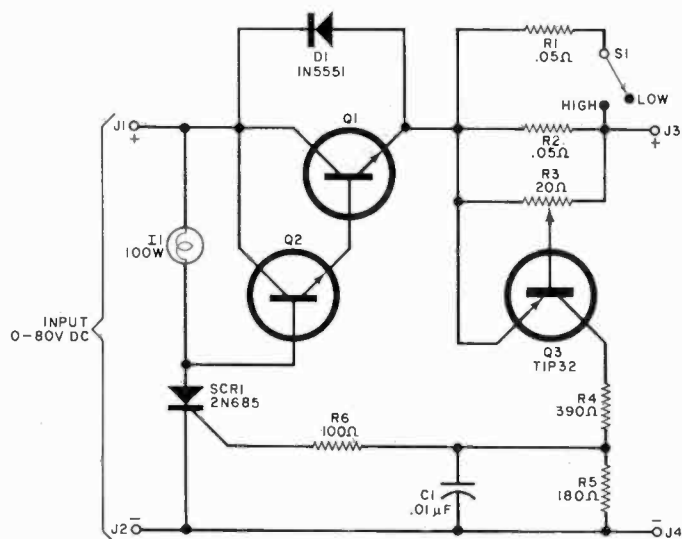 D1
1N5551
R1
.05Ω
S1
LOW
HIGH
J1
+
Q1
R2
.05Ω
J3
+
R3
20Ω
I1
100W
Q2
INPUT
0-80V DC
Q3
TIP32
SCR1
2N685
R6
100Ω
R4
390Ω
C1
.01µF
R5
180Ω
J2
–
–
J4